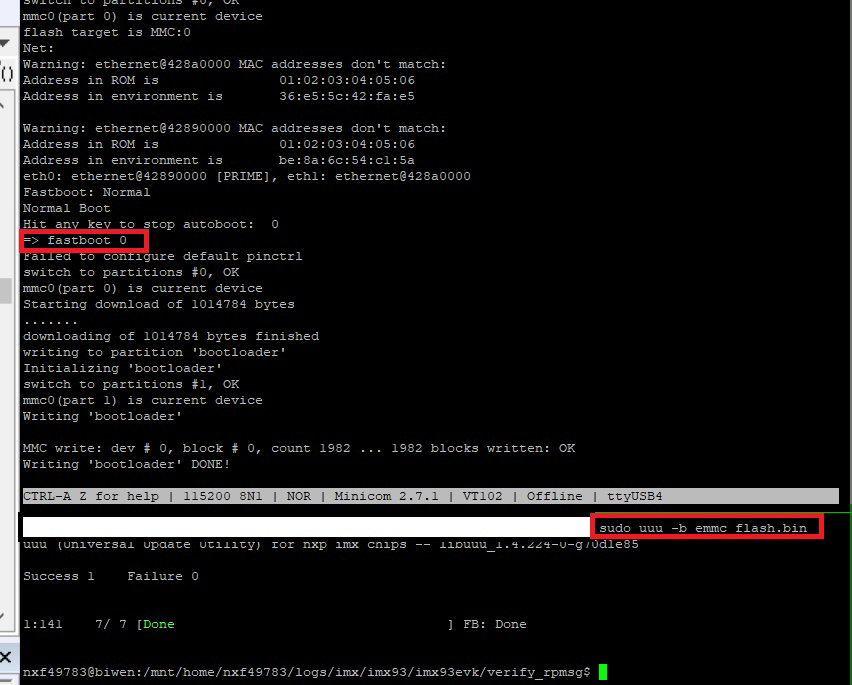 switch to partitions #0, OK
mmc0(part 0) is current device
flash target is MMC:0
Net:
Warning: ethernet@428a0000 MAC addresses don't match:
Address in ROM is 01:02:03:04:05:06
Address in environment is 36:e5:5c:42:fa:e5
Warning: ethernet@42890000 MAC addresses don't match:
Address in ROM is 01:02:03:04:05:06
Address in environment is be:8a:6c:54:c1:5a
eth0: ethernet@42890000 [PRIME], eth1: ethernet@428a0000
Fastboot: Normal
Normal Boot
Hit any key to stop autoboot: 0
=> fastboot 0
Failed to configure default pinctrl
switch to partitions #0, OK
mmc0(part 0) is current device
Starting download of 1014784 bytes
.......
downloading of 1014784 bytes finished
writing to partition 'bootloader'
Initializing 'bootloader'
switch to partitions #1, OK
mmc0(part 1) is current device
Writing 'bootloader'
MMC write: dev # 0, block # 0, count 1982 ... 1982 blocks written: OK
Writing 'bootloader' DONE!
CTRL-A Z for help | 115200 8N1 | NOR | Minicom 2.7.1 | VT102 | Offline | ttyUSB4
sudo uuu -b emmc flash.bin
uuu (Universal Update Utility) for nxp imx chips -- libuuu_1.4.224-0-g70d1e85
Success 1 Failure 0
1:141 7/ 7 [Done ] FB: Done
nxf49783@biwen:/mnt/home/nxf49783/logs/imx/imx93/imx93evk/verify_rpmsg$